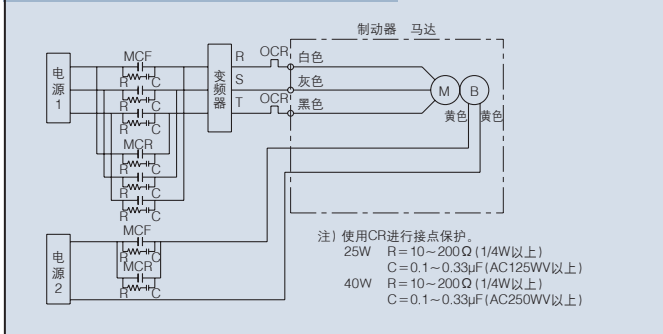 制动器 马达
MCF
R C
R C
R C
MCR
R C
R C
R C
电源1
变频器
R OCR 白色
S 灰色
T OCR 黑色
M B
黄色 黄色
MCF
R C
MCR
R C
电源2
注) 使用CR进行接点保护。
25W R=10~200Ω(1/4W以上)
C=0.1~0.33μF(AC125WV以上)
40W R=10~200Ω(1/4W以上)
C=0.1~0.33μF(AC250WV以上)